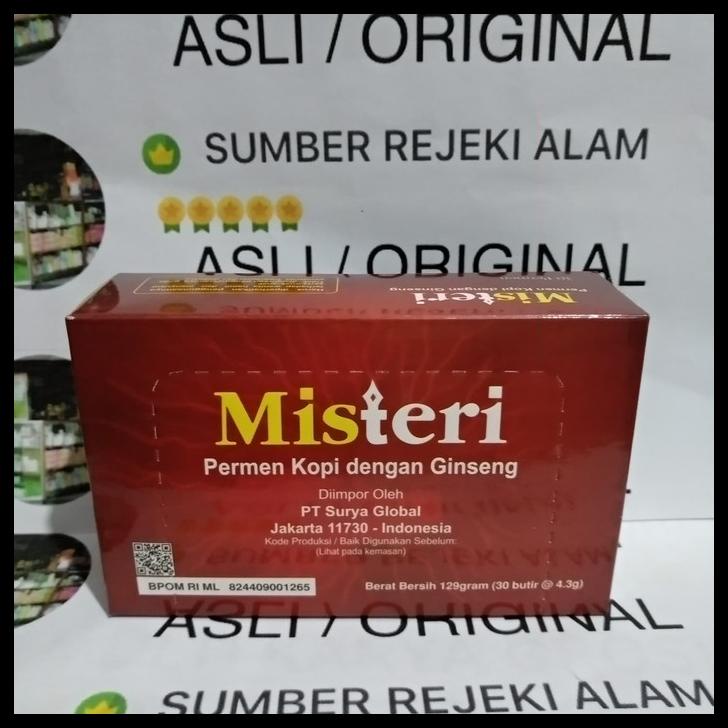 ASLI / ORIGINAL
SUMBER REJEKI ALAM
ASLI / ORIGINAL
Misteri
Permen Kopi dengan Ginseng
Misteri
Permen Kopi dengan Ginseng
Diimpor Oleh
PT Surya Global
Jakarta 11730 - Indonesia
Kode Produksi / Baik Digunakan Sebelum:
(Lihat pada kemasan)
BPOM RI ML 824409001265
Berat Bersih 129gram (30 butir @ 4.3g)
ASLI / ORIGINAL
SUMBER REJEKI ALAM